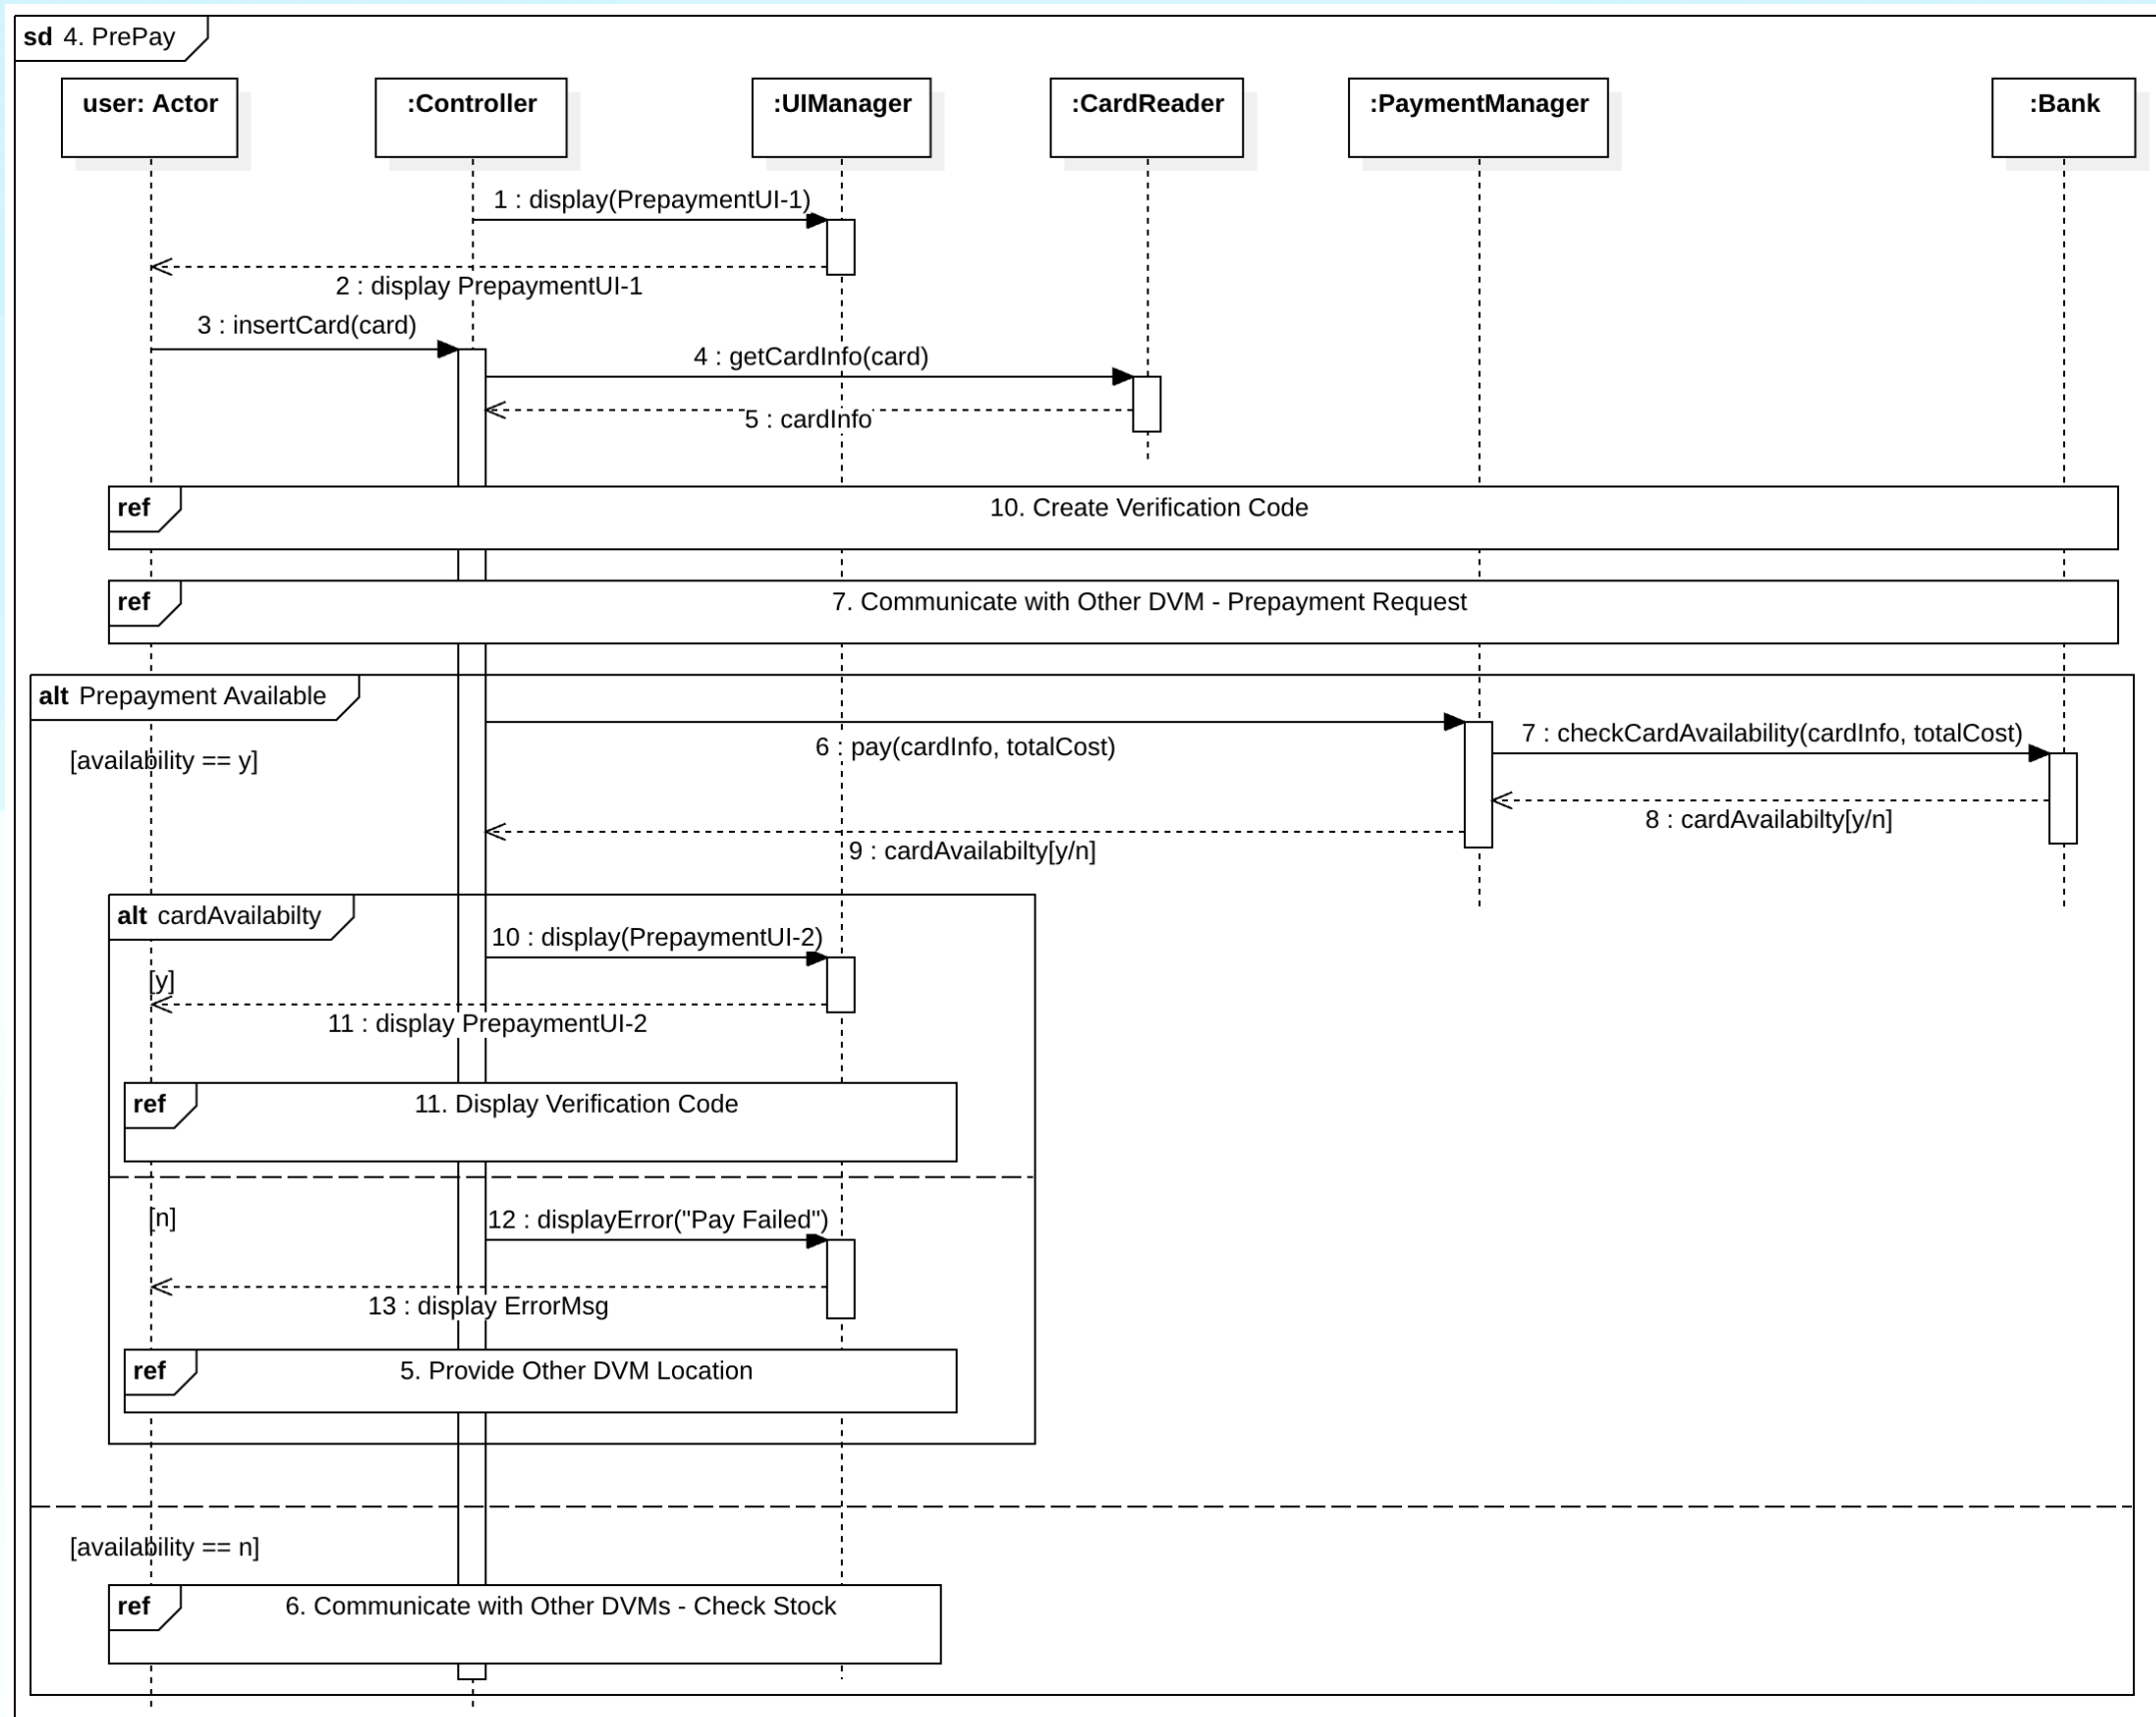 sd 4. PrePay
user: Actor
:Controller
:UIManager
:CardReader
:PaymentManager
:Bank
1 : display(PrepaymentUI-1)
2 : display PrepaymentUI-1
3 : insertCard(card)
4 : getCardInfo(card)
5 : cardInfo
ref 10. Create Verification Code
ref 7. Communicate with Other DVM - Prepayment Request
alt Prepayment Available
[availability == y]
6 : pay(cardInfo, totalCost)
7 : checkCardAvailability(cardInfo, totalCost)
8 : cardAvailabilty[y/n]
9 : cardAvailabilty[y/n]
alt cardAvailabilty
10 : display(PrepaymentUI-2)
[y]
11 : display PrepaymentUI-2
ref 11. Display Verification Code
[n]
12 : displayError("Pay Failed")
13 : display ErrorMsg
ref 5. Provide Other DVM Location
[availability == n]
ref 6. Communicate with Other DVMs - Check Stock